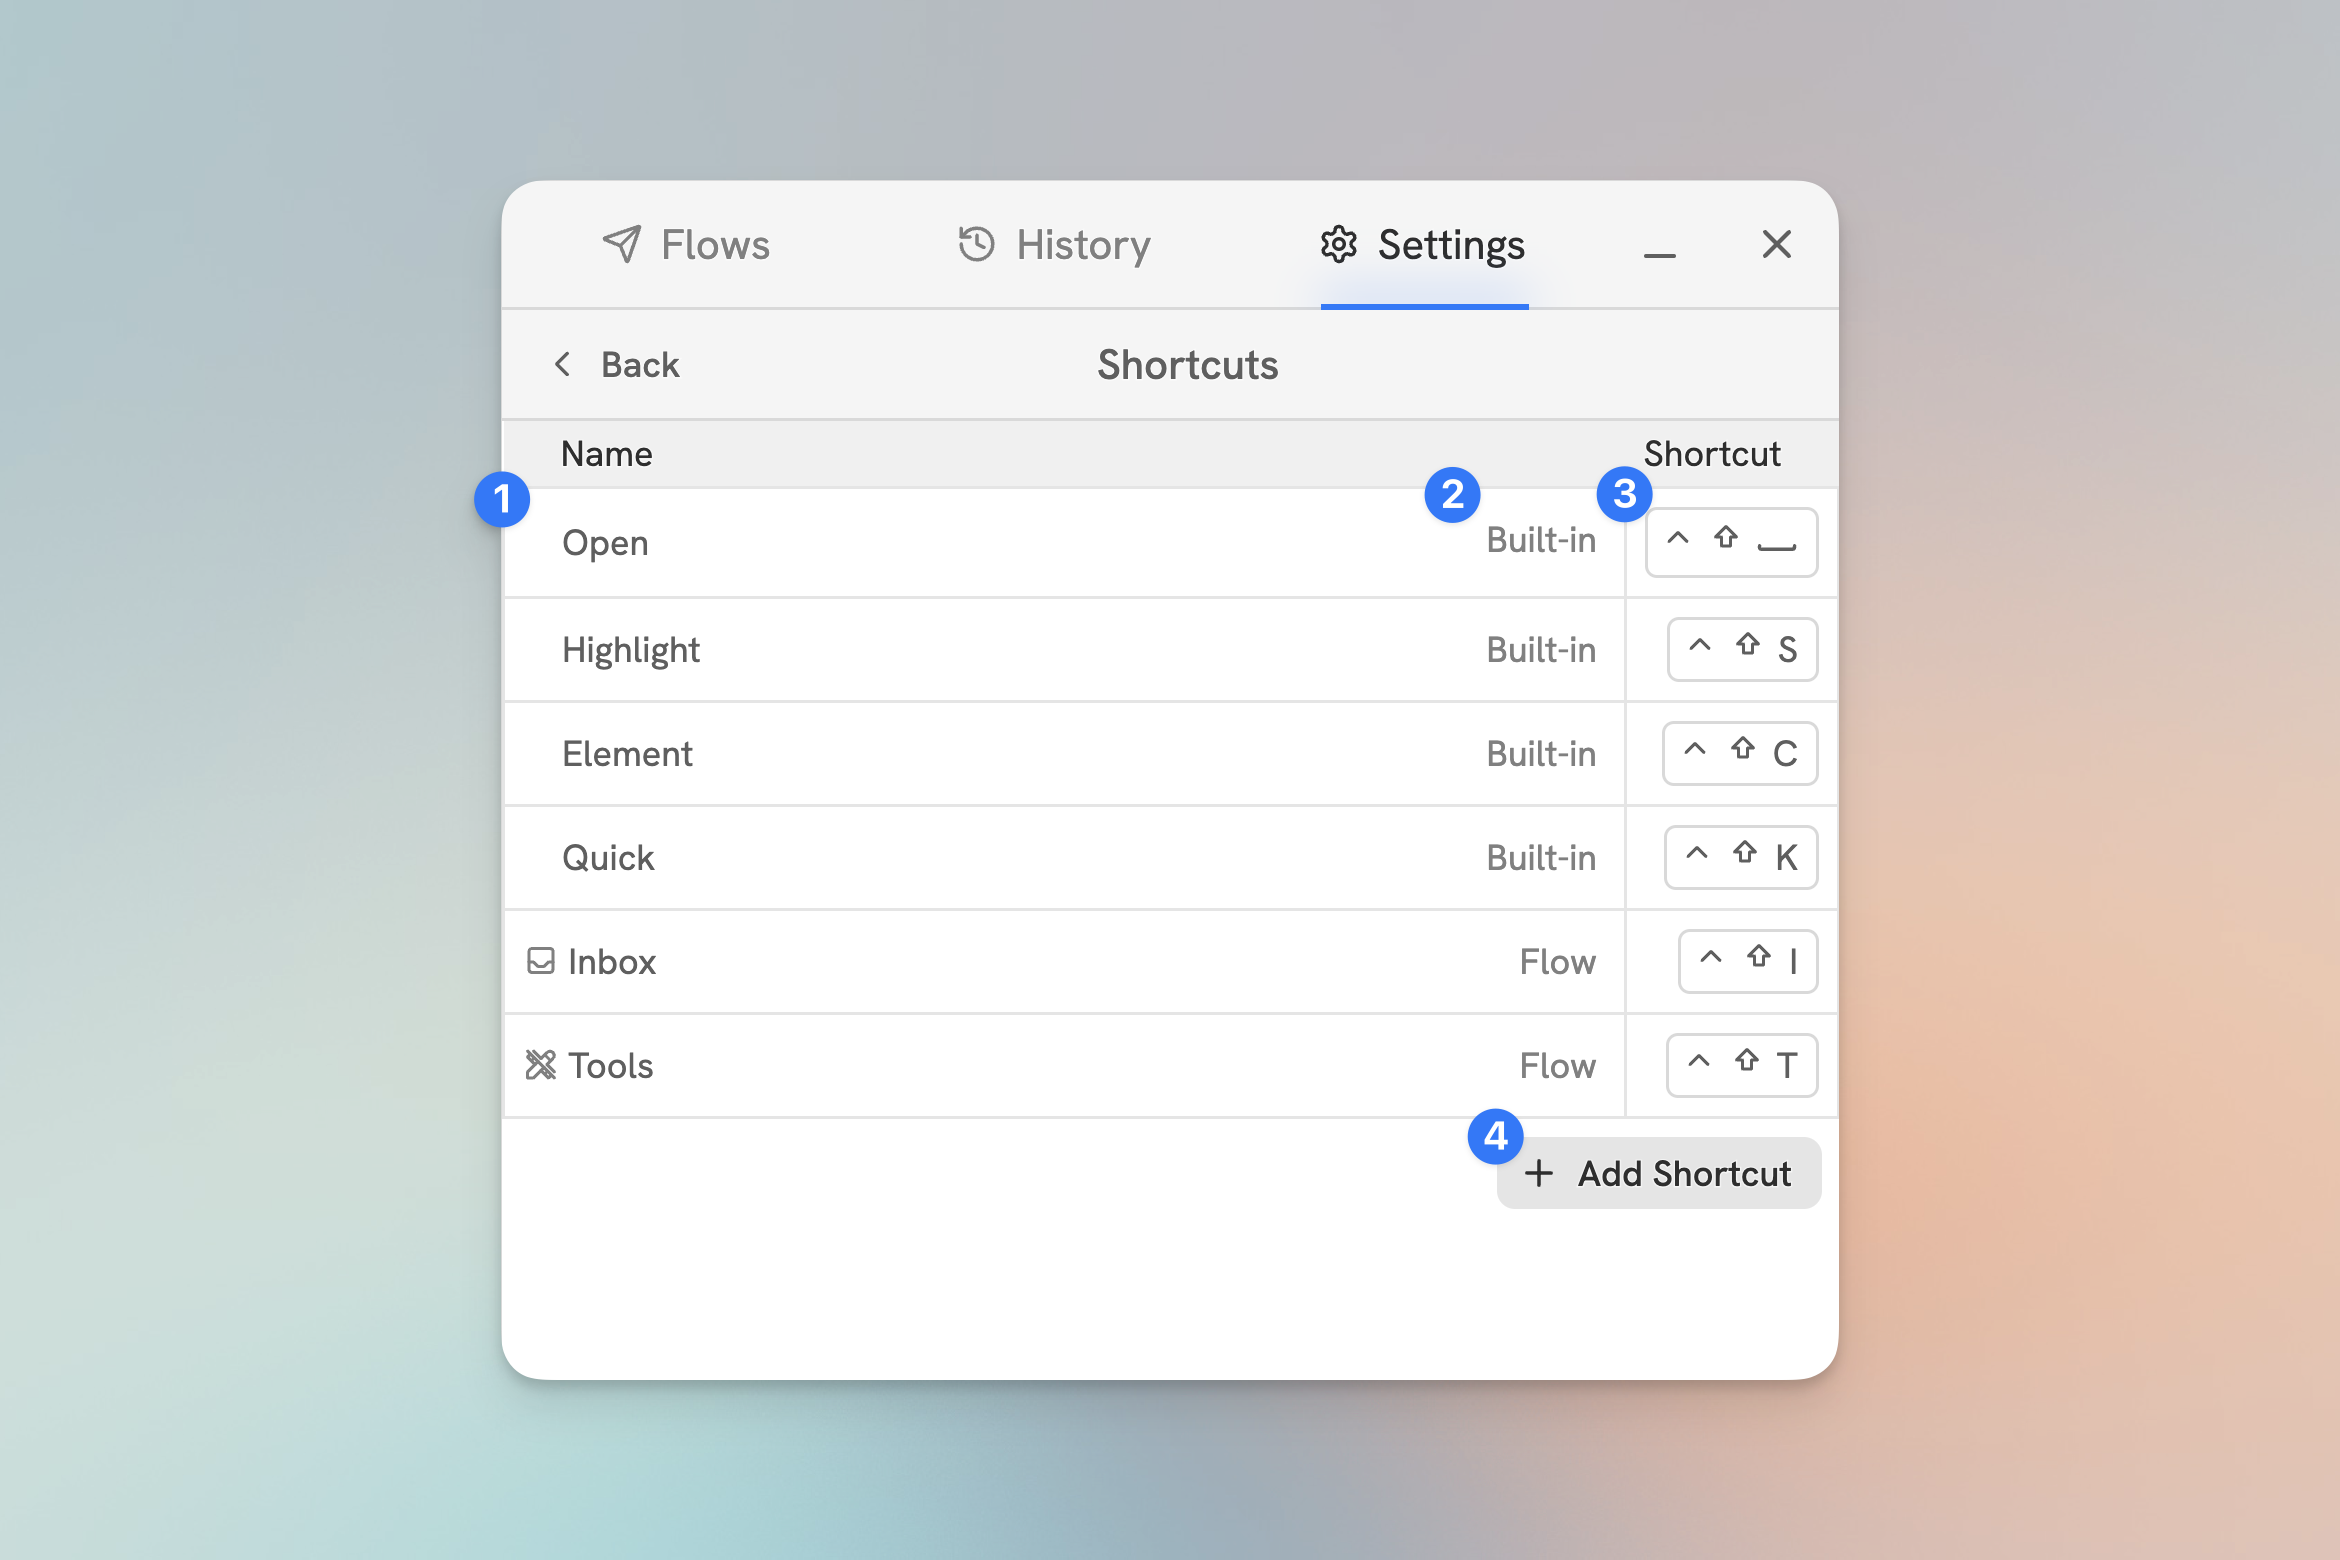 Flows History Settings
Back Shortcuts
Name Shortcut
1 2 3
Open Built-in ^ ⇧ ⎵
Highlight Built-in ^ ⇧ S
Element Built-in ^ ⇧ C
Quick Built-in ^ ⇧ K
Inbox Flow ^ ⇧ I
Tools Flow ^ ⇧ T
4
+ Add Shortcut